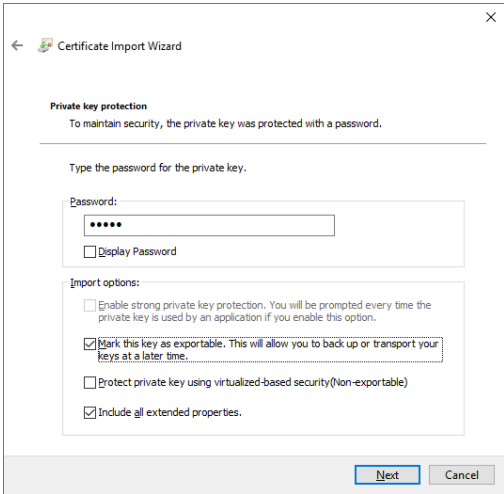 Certificate Import Wizard
Private key protection
To maintain security, the private key was protected with a password.
Type the password for the private key.
Password:
•••••
Display Password
Import options:
Enable strong private key protection. You will be prompted every time the
private key is used by an application if you enable this option.
Mark this key as exportable. This will allow you to back up or transport your
keys at a later time.
Protect private key using virtualized-based security(Non-exportable)
Include all extended properties.
Next Cancel